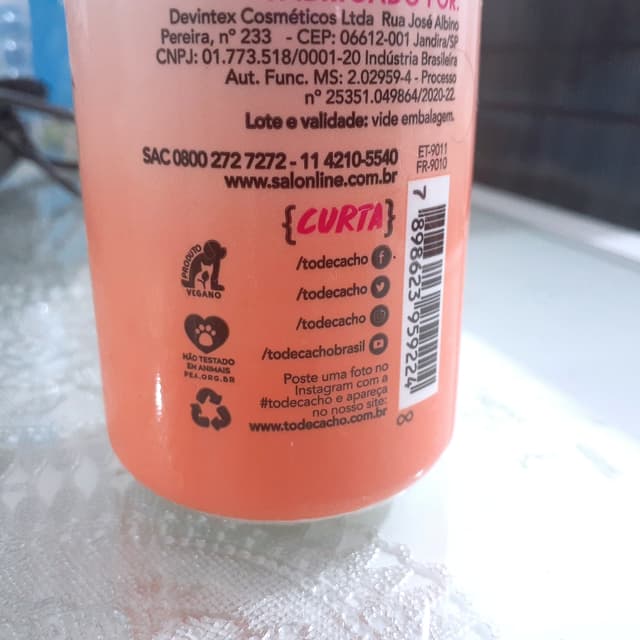 FABRICADO POR:
Devintex Cosméticos Ltda Rua José Albino
Pereira, nº 233 - CEP: 06612-001 Jandira/SP
CNPJ: 01.773.518/0001-20 Indústria Brasileira
Aut. Func. MS: 2.02959-4 - Processo
nº 25351.049864/2020-22
Lote e validade: vide embalagem.
SAC 0800 272 7272 - 11 4210-5540
www.salonline.com.br
ET-9011
FR-9010
{CURTA}
/todecacho
/todecacho
/todecacho
/todecachobrasil
PRODUTO
VEGANO
NÃO TESTADO
EM ANIMAIS
PEA.ORG.BR
Poste uma foto no
Instagram com a
#todecacho e apareça
no nosso site:
www.todecacho.com.br
7 898623 959224
8